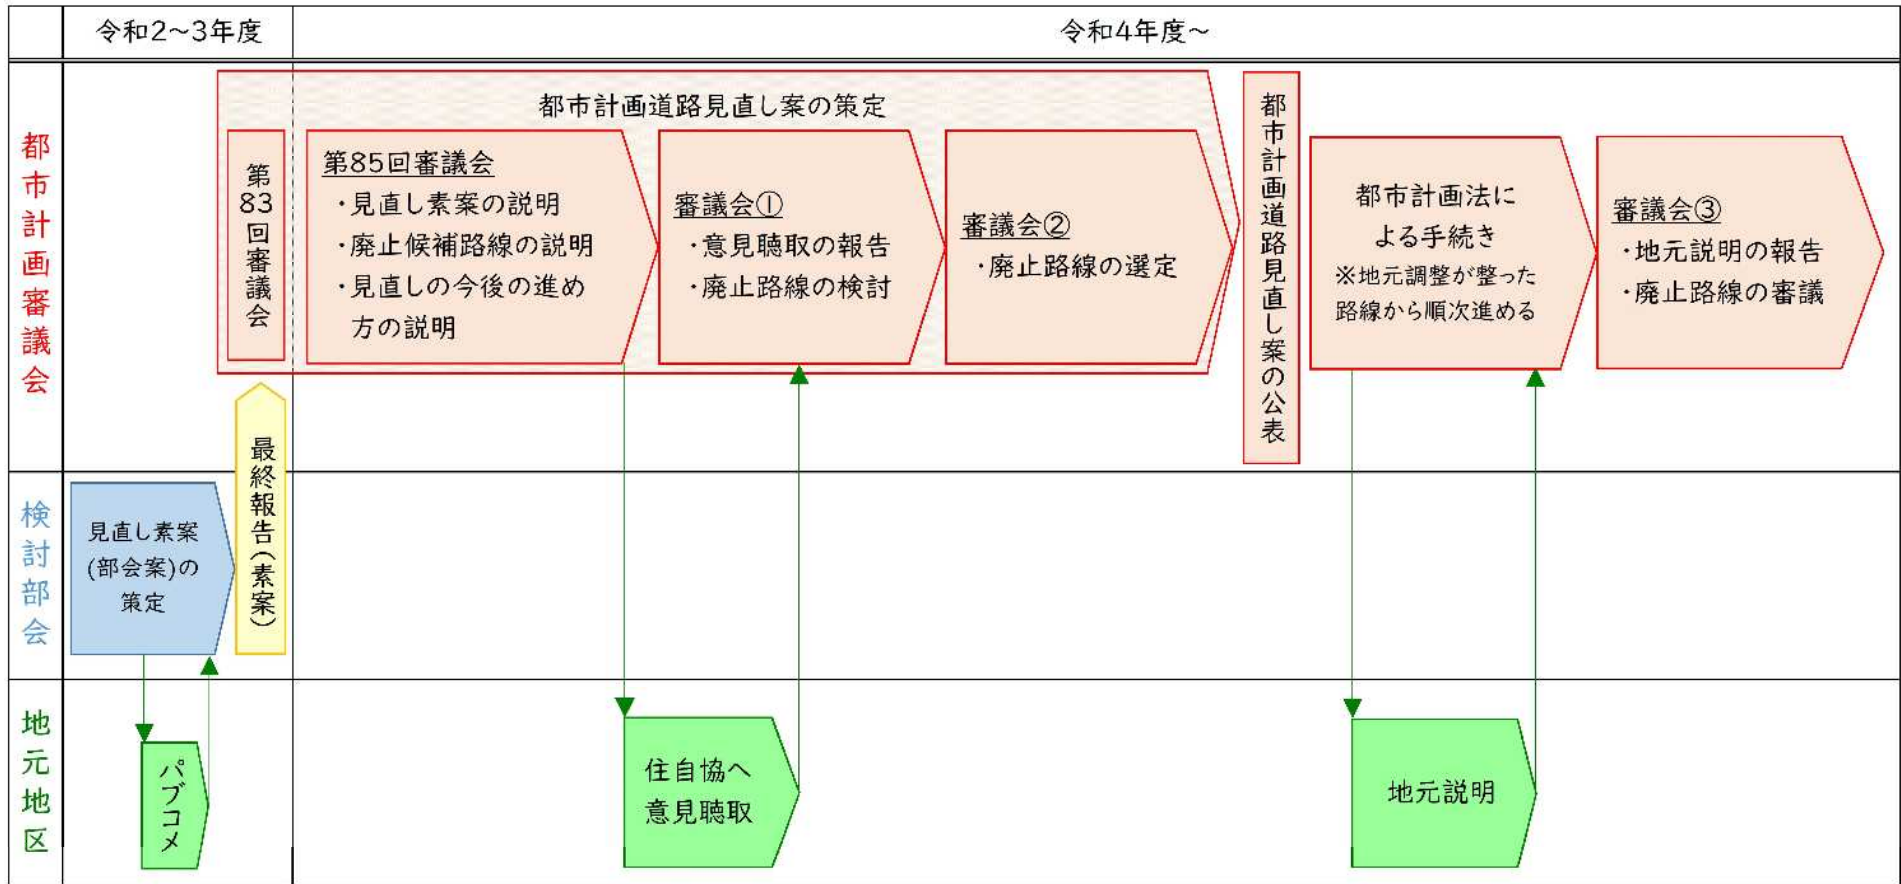 令和2~3年度
令和4年度~
都市計画審議会
都市計画道路見直し案の策定
第83回審議会
第85回審議会
・見直し素案の説明
・廃止候補路線の説明
・見直しの今後の進め
方の説明
審議会①
・意見聴取の報告
・廃止路線の検討
審議会②
・廃止路線の選定
都市計画道路見直し案の公表
都市計画法に
よる手続き
※地元調整が整った
路線から順次進める
審議会③
・地元説明の報告
・廃止路線の審議
検討部会
見直し素案
(部会案)の
策定
最終報告(素案)
地元地区
パブコメ
住自協へ
意見聴取
地元説明